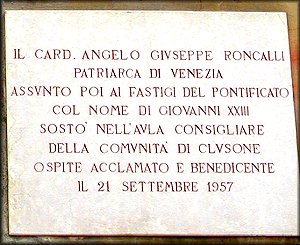 IL CARD. ANGELO GIVSEPPE RONCALLI
PATRIARCA DI VENEZIA
ASSVNTO POI AI FASTIGI DEL PONTIFICATO
COL NOME DI GIOVANNI XXIII
SOSTO' NELL'AVLA CONSIGLIARE
DELLA COMVNITA' DI CLVSONE
OSPITE ACCLAMATO E BENEDICENTE
IL 21 SETTEMBRE 1957